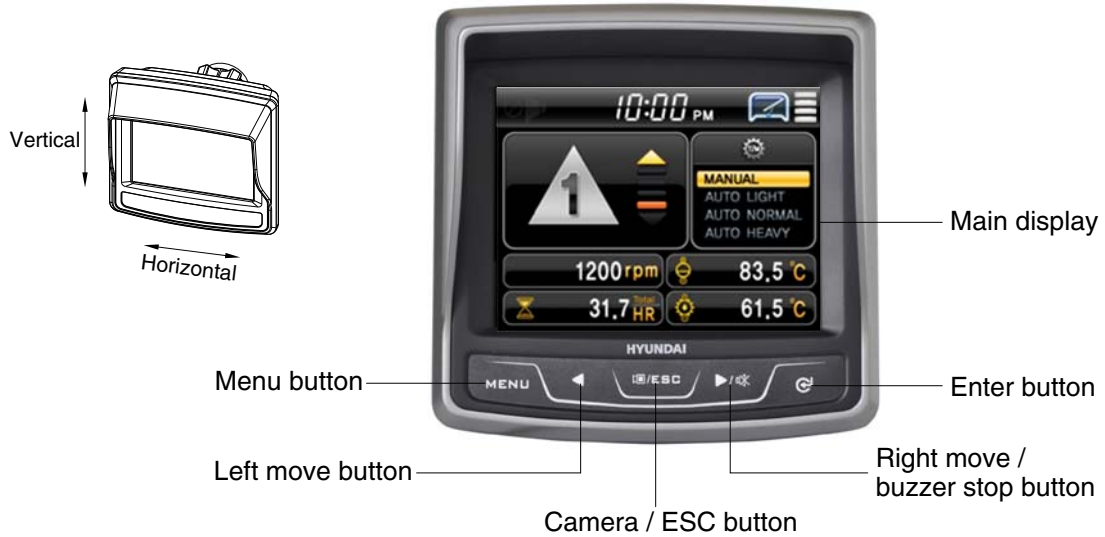 Vertical
Horizontal
10:00 PM
1
T/M
MANUAL
AUTO LIGHT
AUTO NORMAL
AUTO HEAVY
1200 rpm
83.5 °C
31.7 Total HR
61.5 °C
HYUNDAI
MENU
/ESC
Main display
Menu button
Enter button
Left move button
Right move /
buzzer stop button
Camera / ESC button